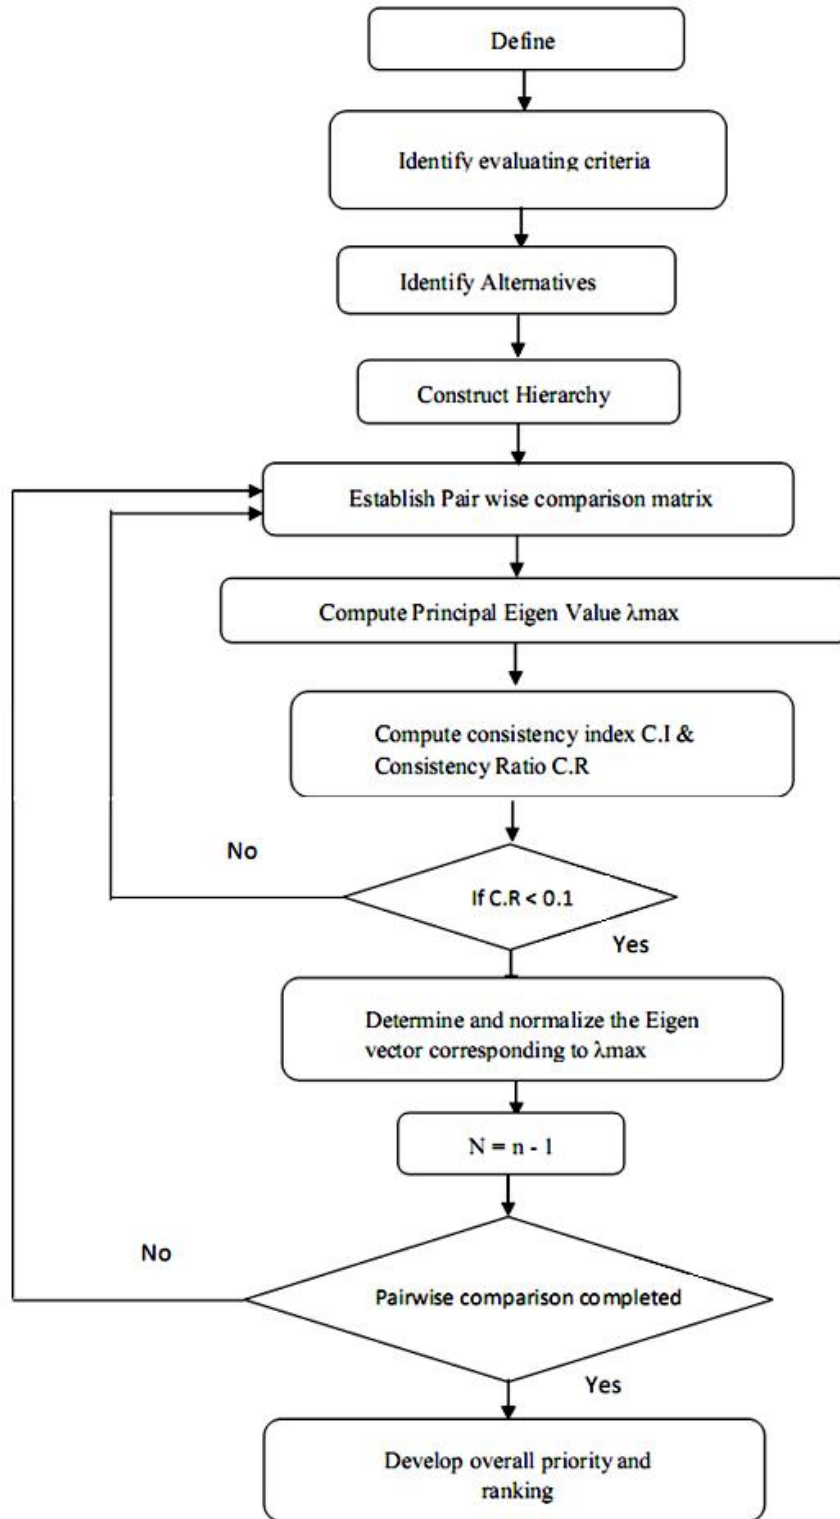 Define
Identify evaluating criteria
Identify Alternatives
Construct Hierarchy
Establish Pair wise comparison matrix
Compute Principal Eigen Value λmax
Compute consistency index C.I &
Consistency Ratio C.R
No
If C.R < 0.1
Yes
Determine and normalize the Eigen
vector corresponding to λmax
N = n - 1
No
Pairwise comparison completed
Yes
Develop overall priority and
ranking